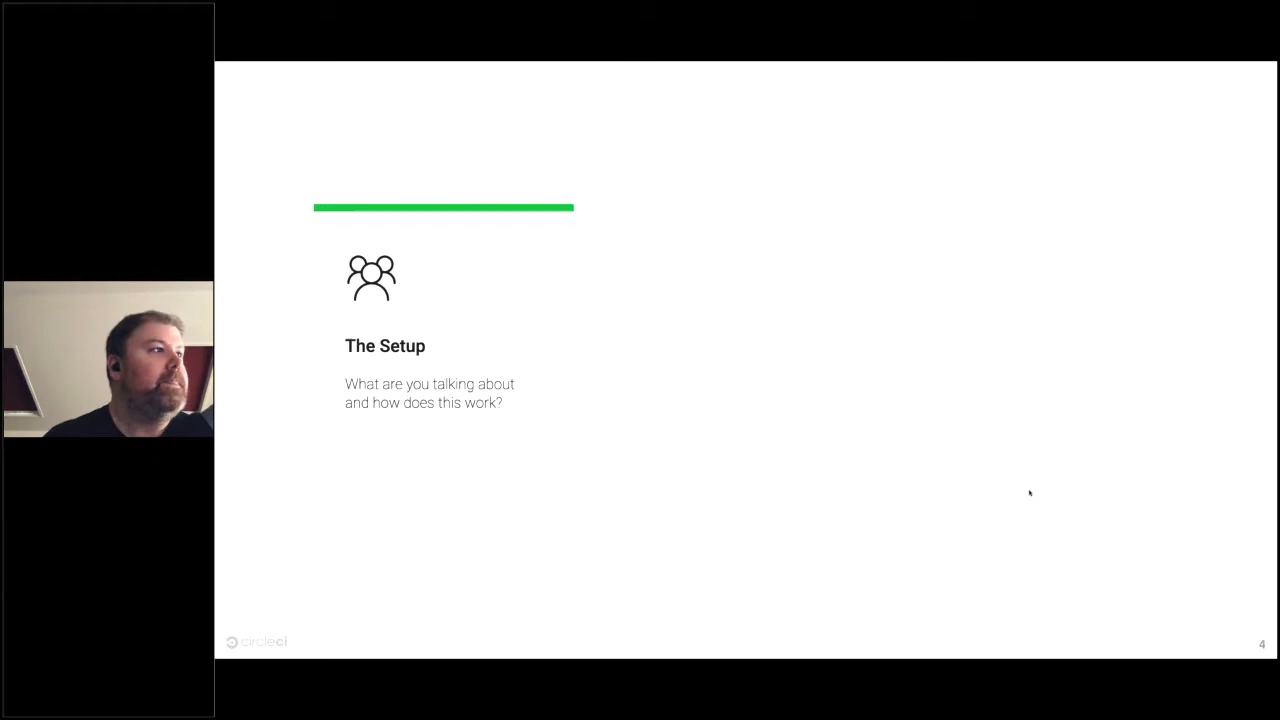 The Setup
What are you talking about
and how does this work?
circleci
4